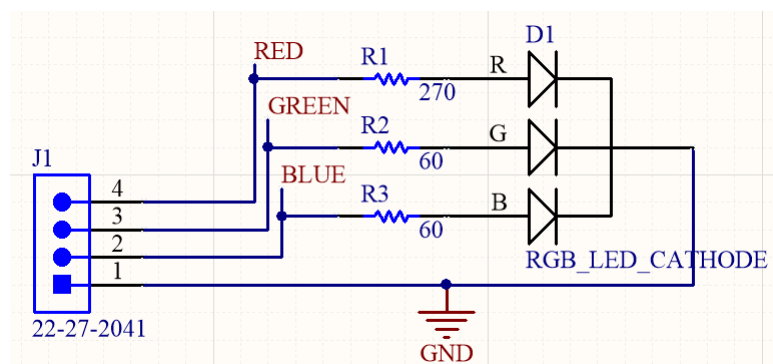 D1
RED
R1
R
270
GREEN
R2
G
60
J1
BLUE
R3
B
4
60
3
2
RGB_LED_CATHODE
1
22-27-2041
GND